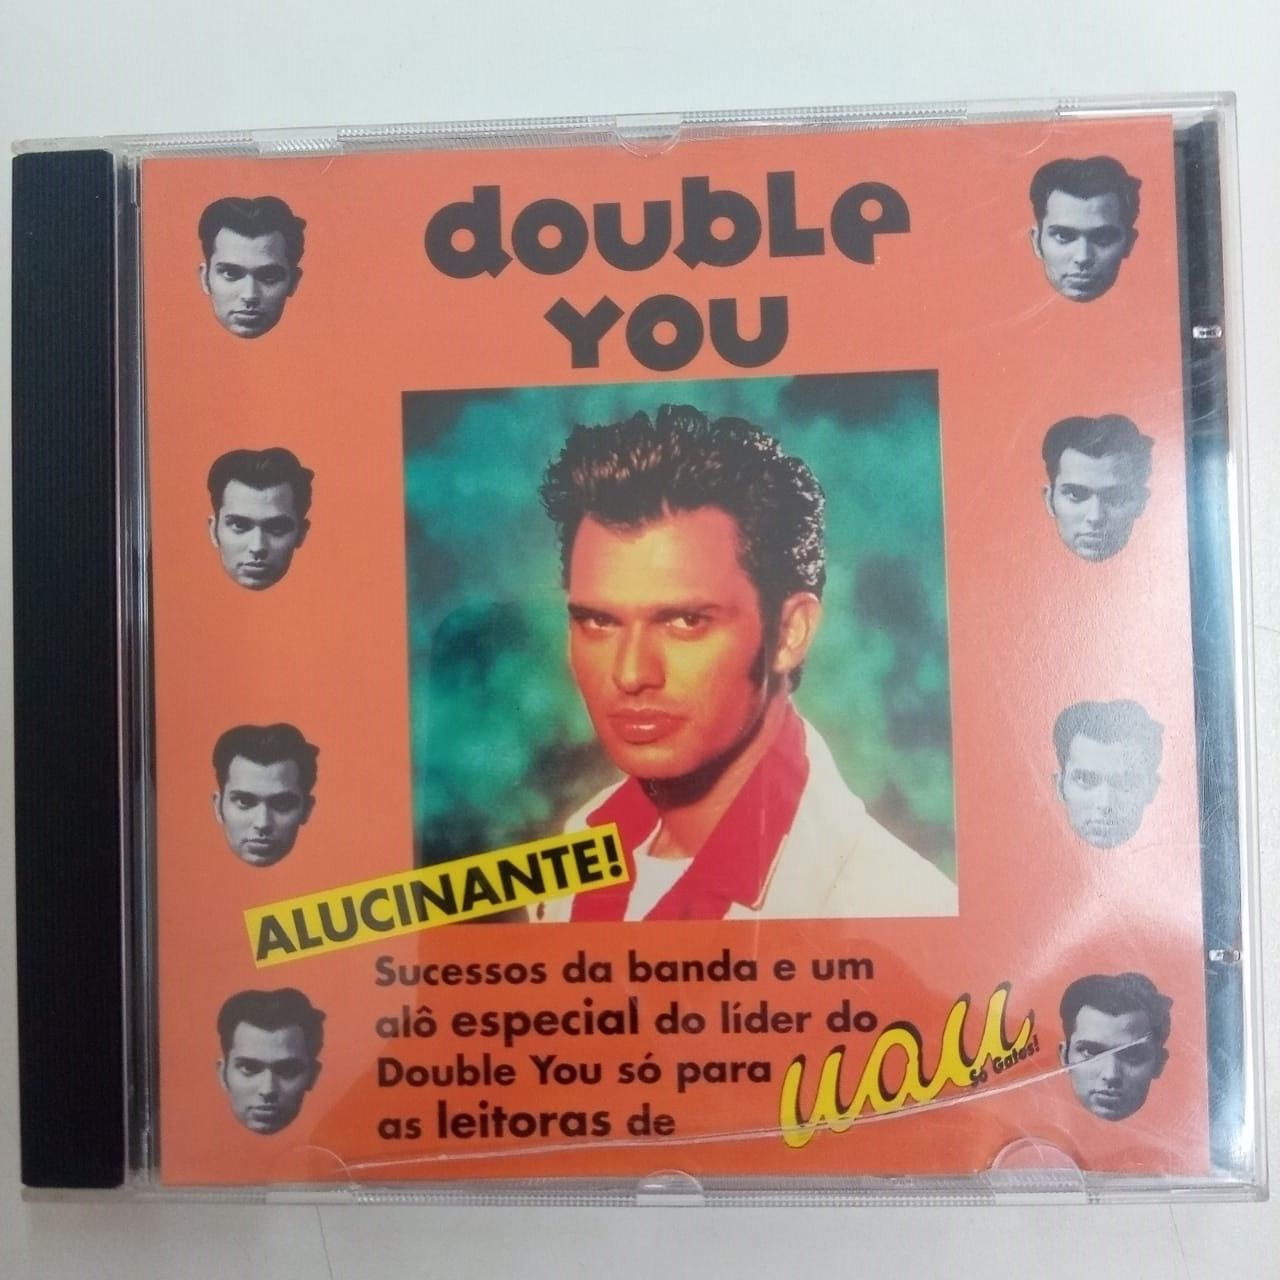 double
You
ALUCINANTE!
Sucessos da banda e um
alô especial do líder do
Double You só para
as leitoras de
uau
Só Gatos!